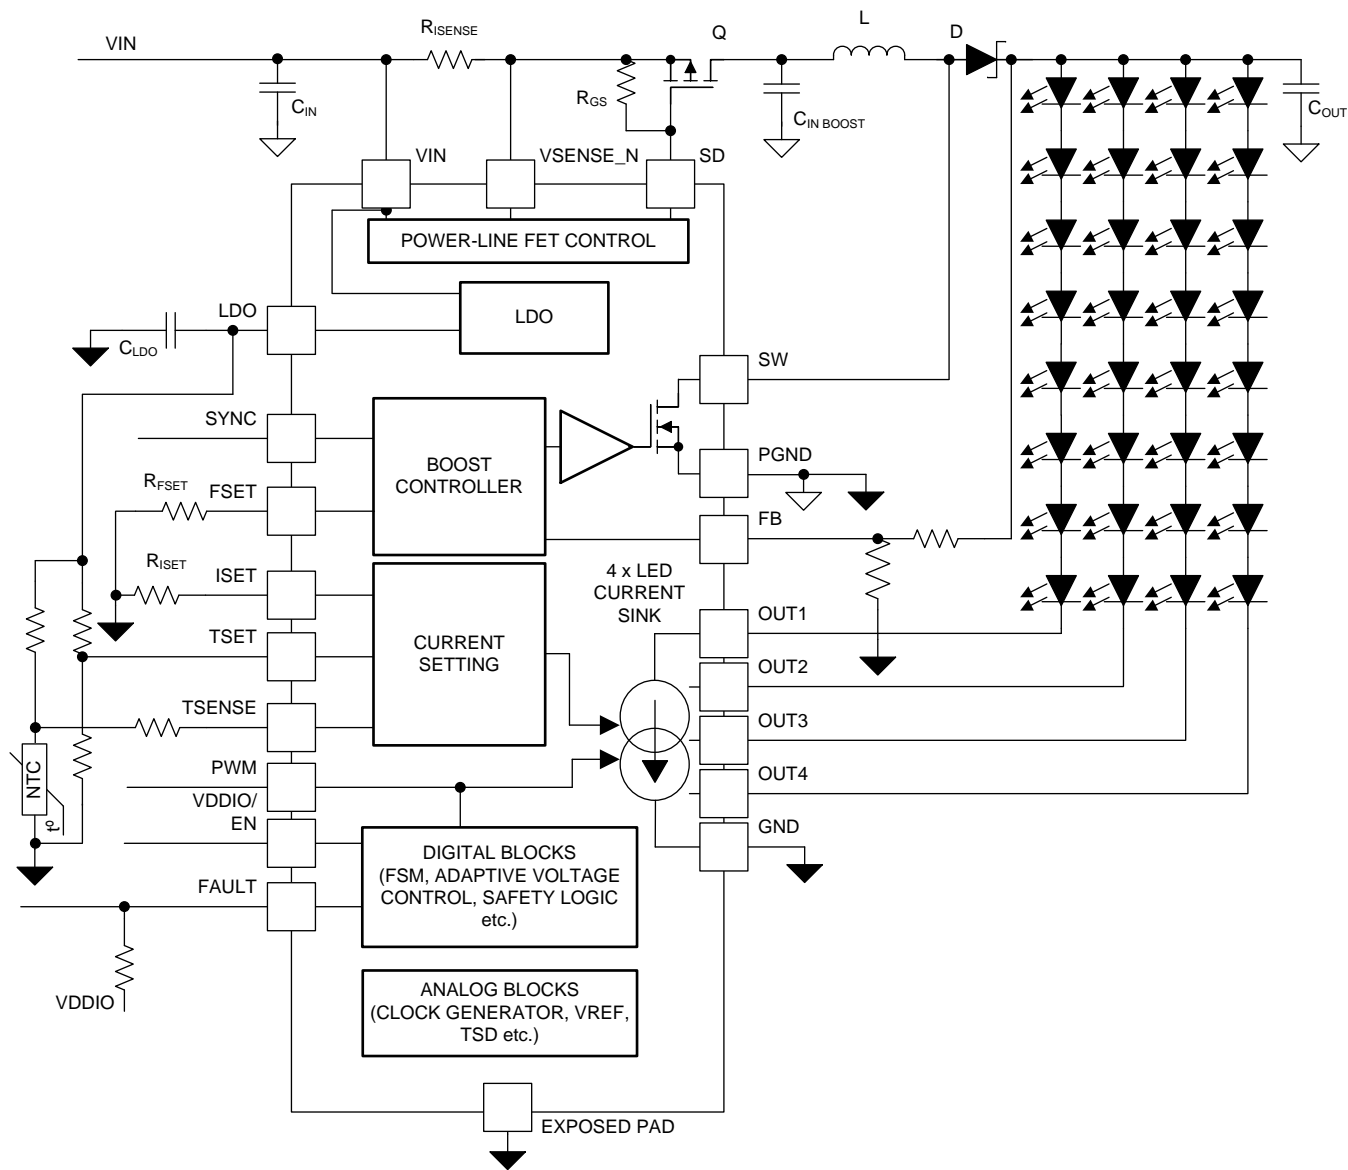 VIN
RISENSE
Q
L
D
CIN
RGS
CIN BOOST
COUT
VIN
VSENSE_N
SD
POWER-LINE FET CONTROL
LDO
LDO
CLDO
SW
SYNC
BOOST
CONTROLLER
PGND
RFSET
FSET
FB
RISET
ISET
4 x LED
CURRENT
SINK
OUT1
TSET
CURRENT
SETTING
OUT2
TSENSE
OUT3
NTC
t⁰
PWM
OUT4
VDDIO/
EN
GND
DIGITAL BLOCKS
(FSM, ADAPTIVE VOLTAGE
CONTROL, SAFETY LOGIC
etc.)
FAULT
VDDIO
ANALOG BLOCKS
(CLOCK GENERATOR, VREF,
TSD etc.)
EXPOSED PAD